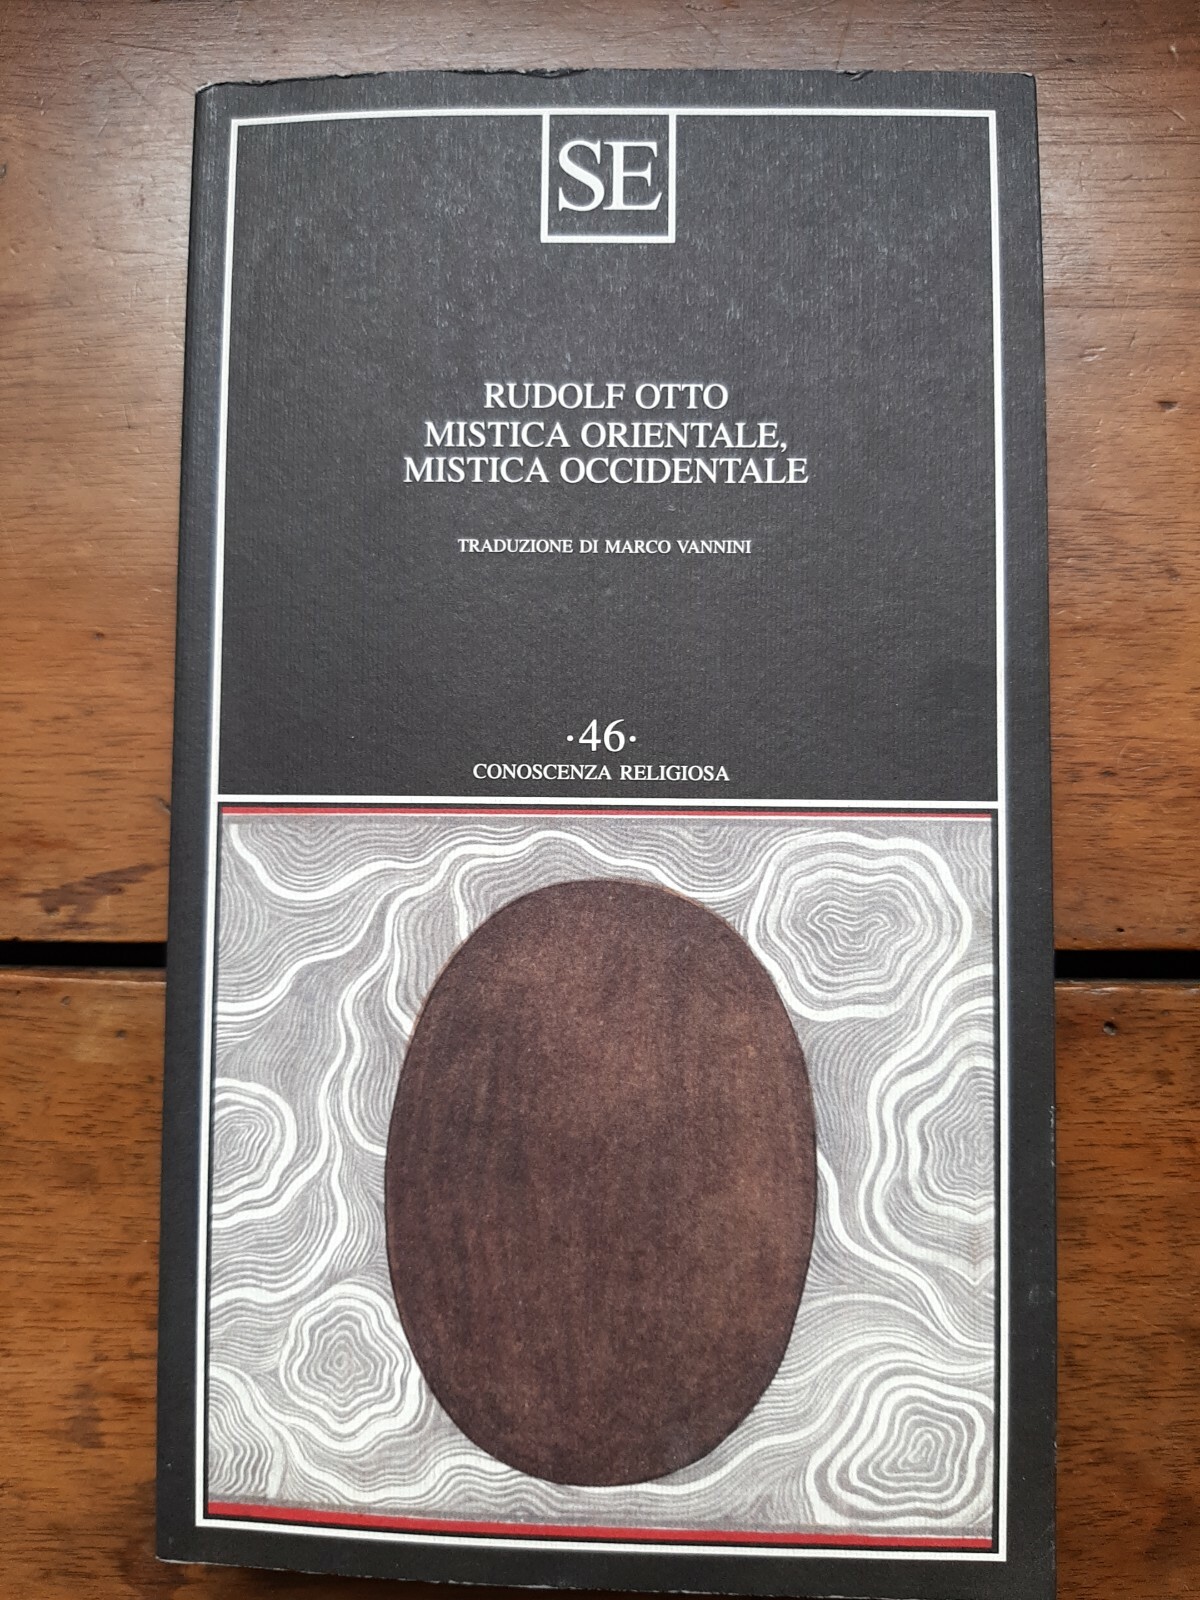 SE
RUDOLF OTTO
MISTICA ORIENTALE,
MISTICA OCCIDENTALE
TRADUZIONE DI MARCO VANNINI
·46·
CONOSCENZA RELIGIOSA